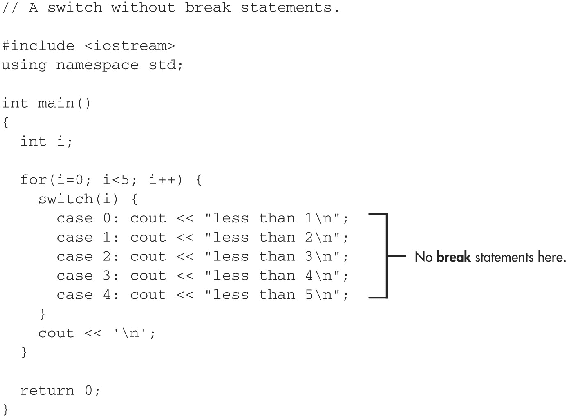 // A switch without break statements.
#include <iostream>
using namespace std;
int main()
{
int i;
for(i=0; i<5; i++) {
switch(i) {
case 0: cout << "less than 1\n";
case 1: cout << "less than 2\n";
case 2: cout << "less than 3\n";
case 3: cout << "less than 4\n";
case 4: cout << "less than 5\n";
No break statements here.
}
cout << '\n';
}
return 0;
}